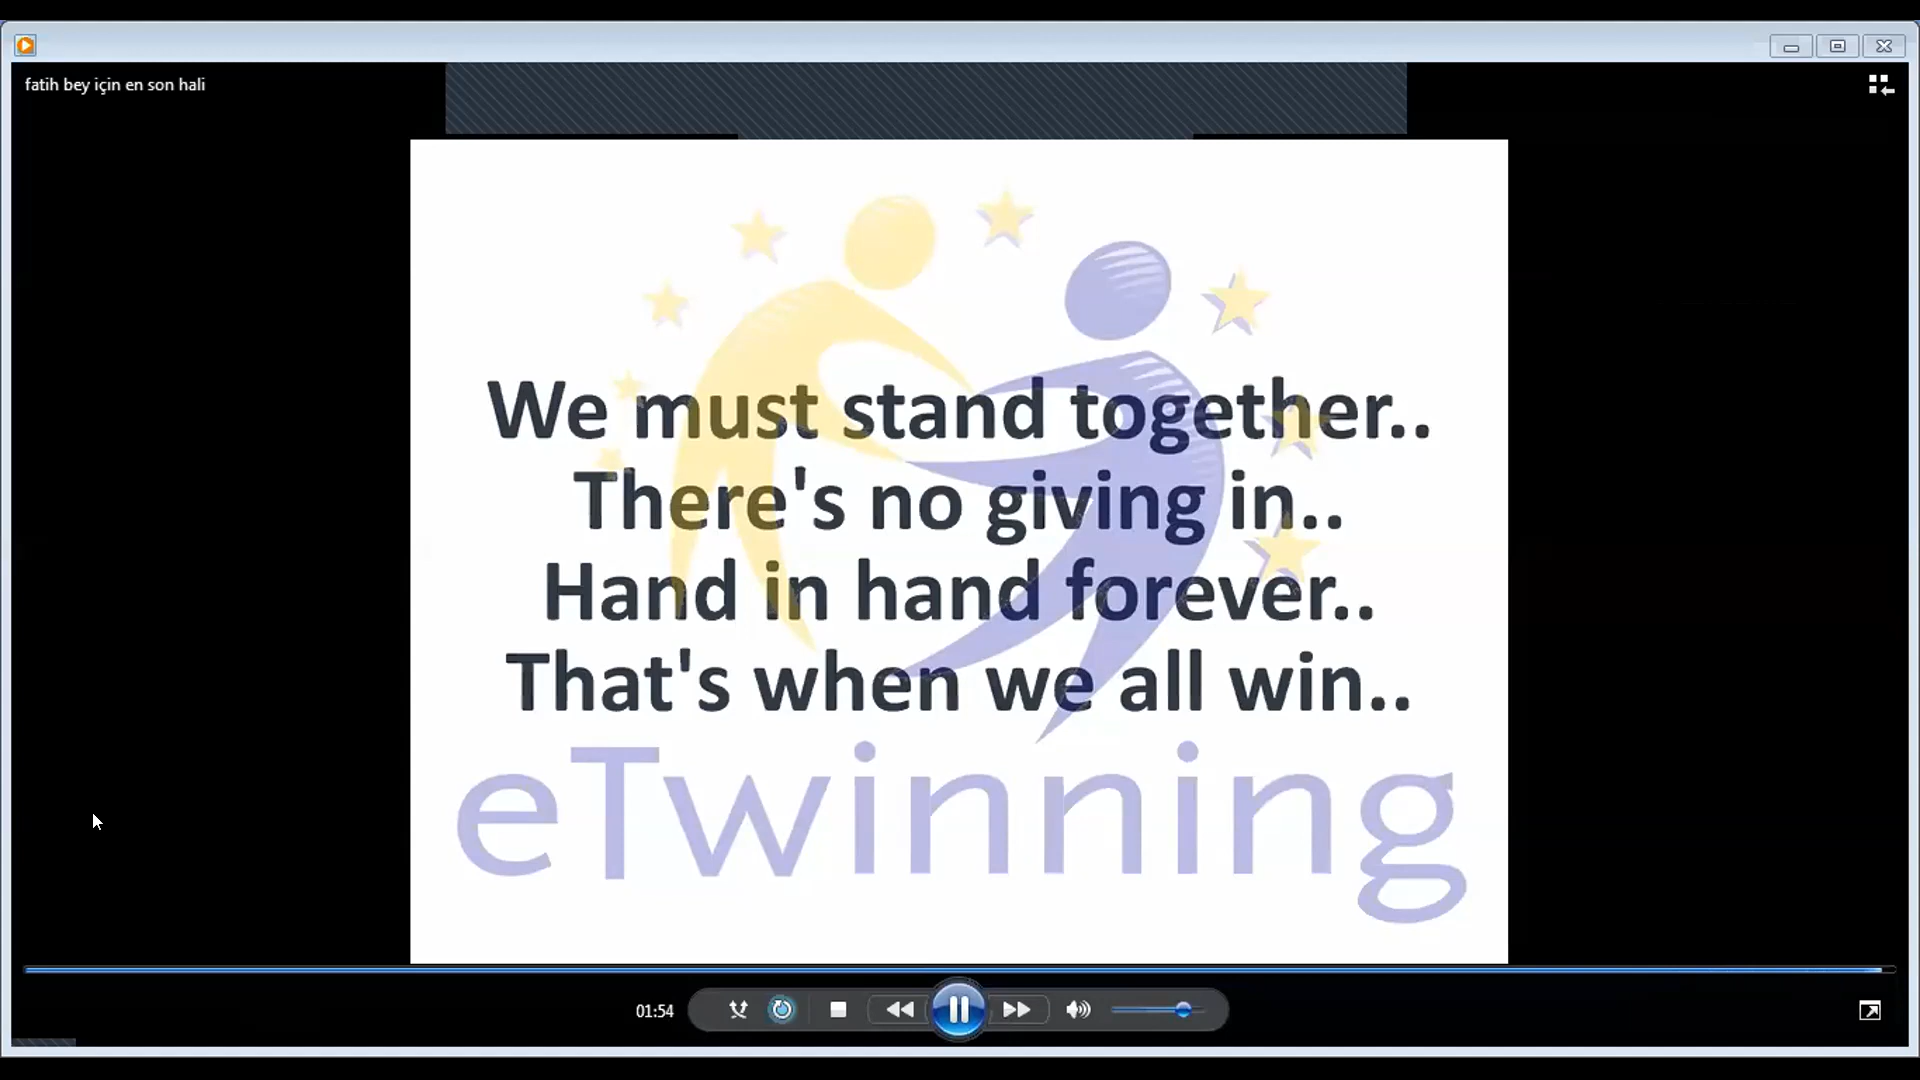 fatih bey için en son hali
We must stand together..
There's no giving in..
Hand in hand forever..
That's when we all win..
eTwinning
01:54